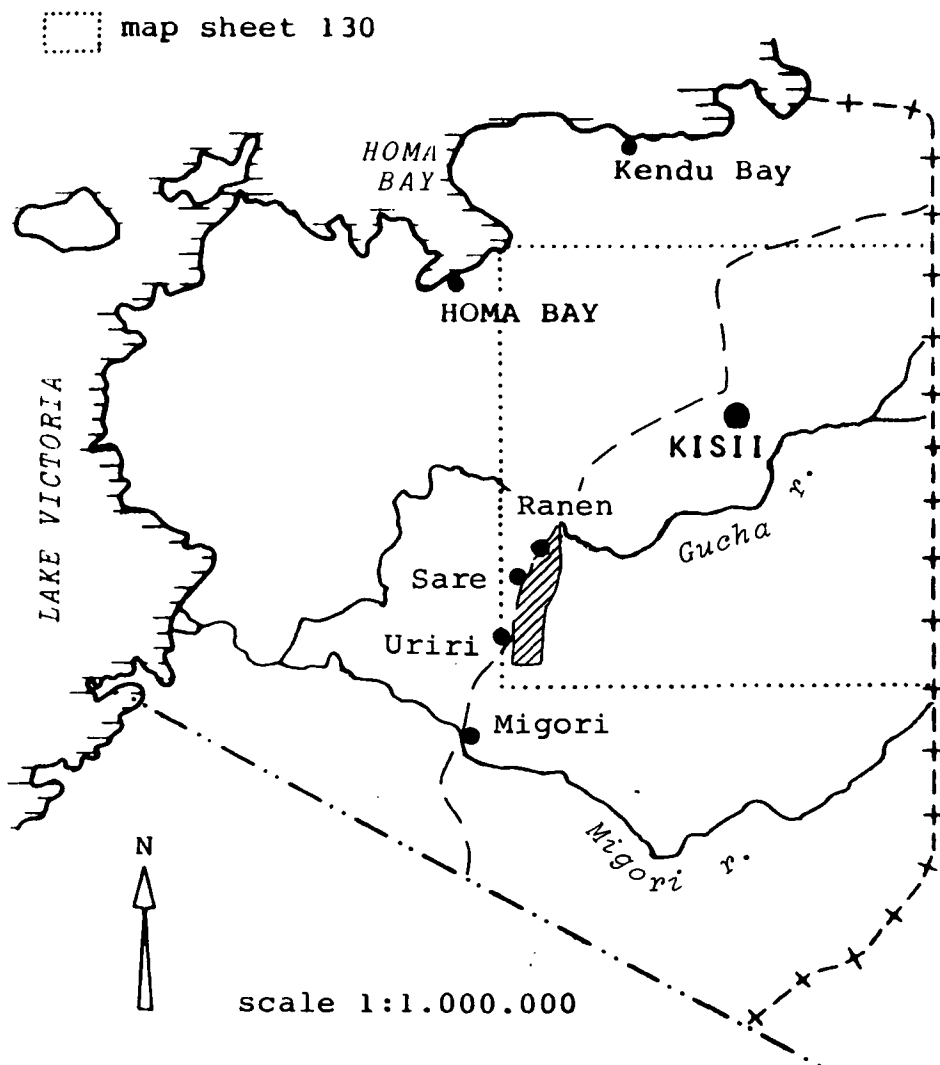 map sheet 130
HOMA
BAY
Kendu Bay
HOMA BAY
LAKE VICTORIA
KISII
Ranen
Gucha r.
Sare
Uriri
Migori
Migori r.
N
scale 1:1.000.000